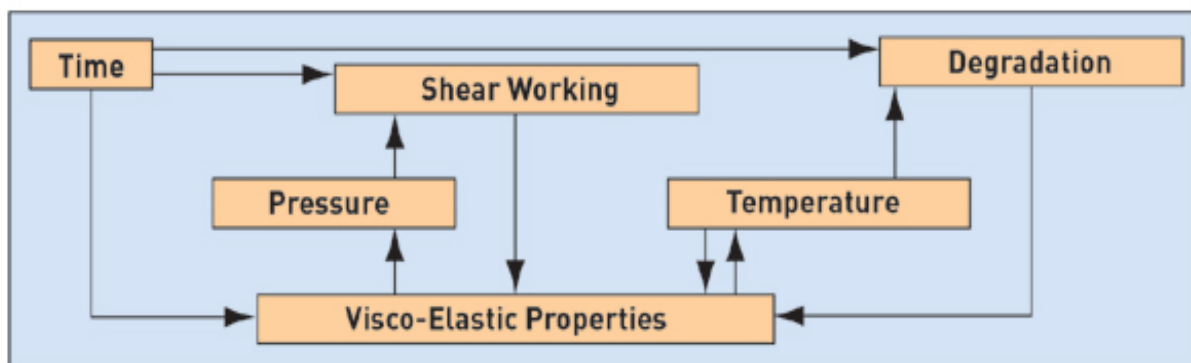 Time
Degradation
Shear Working
Pressure
Temperature
Visco-Elastic Properties